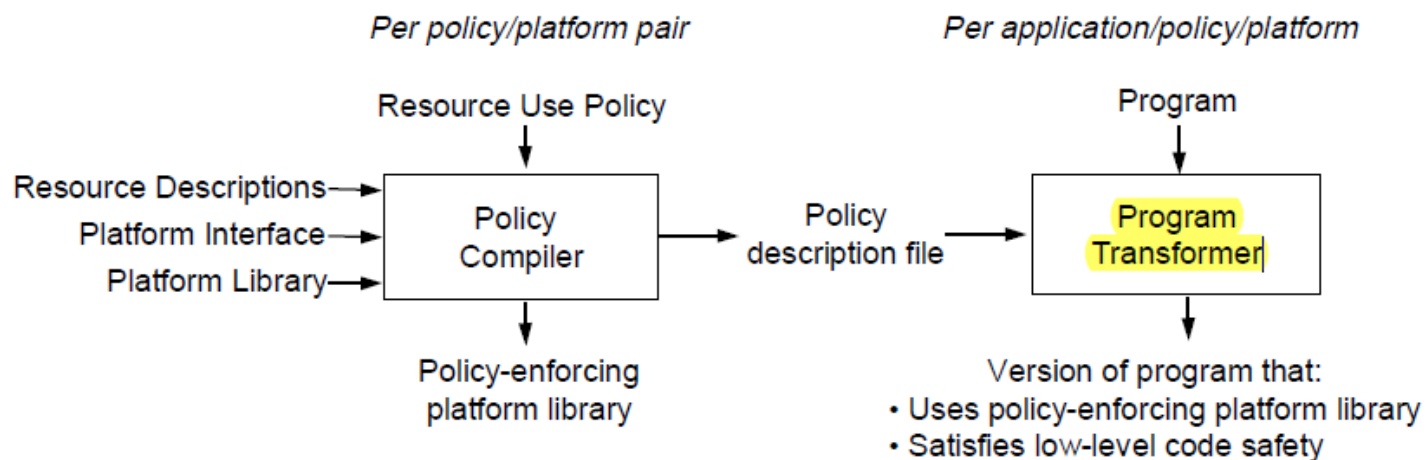 Per policy/platform pair
Per application/policy/platform
Resource Use Policy
Program
Resource Descriptions
Platform Interface
Platform Library
Policy
Compiler
Policy
description file
Program
Transformer
Policy-enforcing
platform library
Version of program that:
• Uses policy-enforcing platform library
• Satisfies low-level code safety